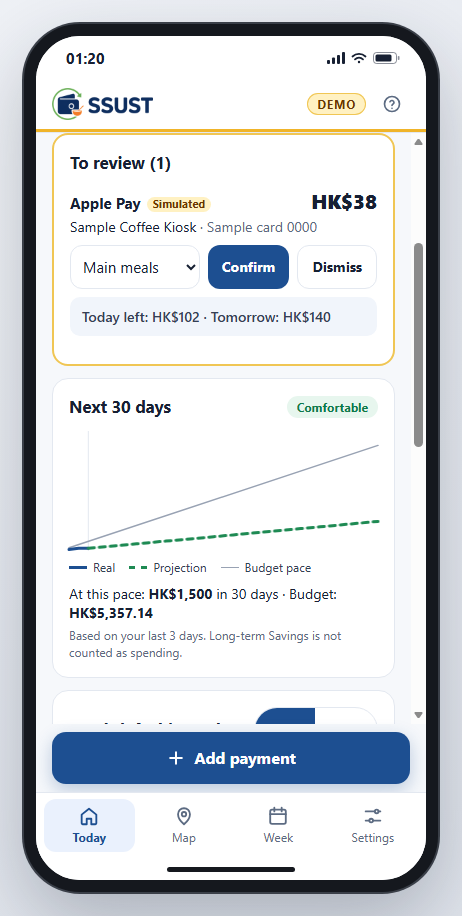 01:20
SSUST
DEMO
To review (1)
Apple Pay Simulated HK$38
Sample Coffee Kiosk · Sample card 0000
Main meals Confirm Dismiss
Today left: HK$102 · Tomorrow: HK$140
Next 30 days Comfortable
Real Projection Budget pace
At this pace: HK$1,500 in 30 days · Budget:
HK$5,357.14
Based on your last 3 days. Long-term Savings is not
counted as spending.
+ Add payment
Today Map Week Settings